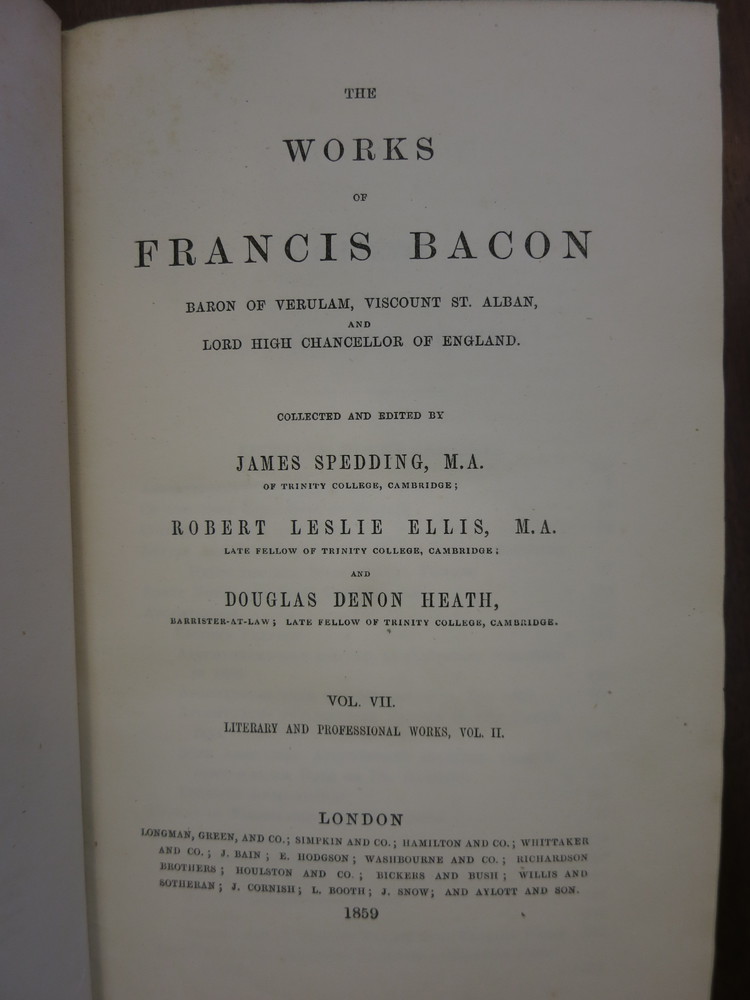 THE
WORKS
OF
FRANCIS BACON
BARON OF VERULAM, VISCOUNT ST. ALBAN,
AND
LORD HIGH CHANCELLOR OF ENGLAND.
COLLECTED AND EDITED BY
JAMES SPEDDING, M.A.
OF TRINITY COLLEGE, CAMBRIDGE;
ROBERT LESLIE ELLIS, M.A.
LATE FELLOW OF TRINITY COLLEGE, CAMBRIDGE;
AND
DOUGLAS DENON HEATH,
BARRISTER-AT-LAW; LATE FELLOW OF TRINITY COLLEGE, CAMBRIDGE.
VOL. VII.
LITERARY AND PROFESSIONAL WORKS, VOL. II.
LONDON
LONGMAN, GREEN, AND CO.; SIMPKIN AND CO.; HAMILTON AND CO.; WHITTAKER
AND CO.; J. BAIN; E. HODGSON; WASHBOURNE AND CO.; RICHARDSON
BROTHERS; HOULSTON AND CO.; BICKERS AND BUSH; WILLIS AND
SOTHERAN; J. CORNISH; L. BOOTH; J. SNOW; AND AYLOTT AND SON.
1859